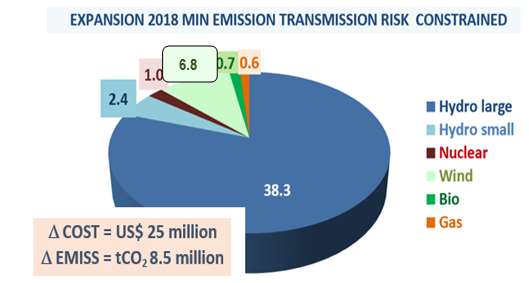 EXPANSION 2018 MIN EMISSION TRANSMISSION RISK CONSTRAINED
6.8
0.7 0.6
1.0
2.4
Hydro large
Hydro small
Nuclear
Wind
Bio
Gas
38.3
Δ COST = US$ 25 million
Δ EMISS = tCO₂ 8.5 million